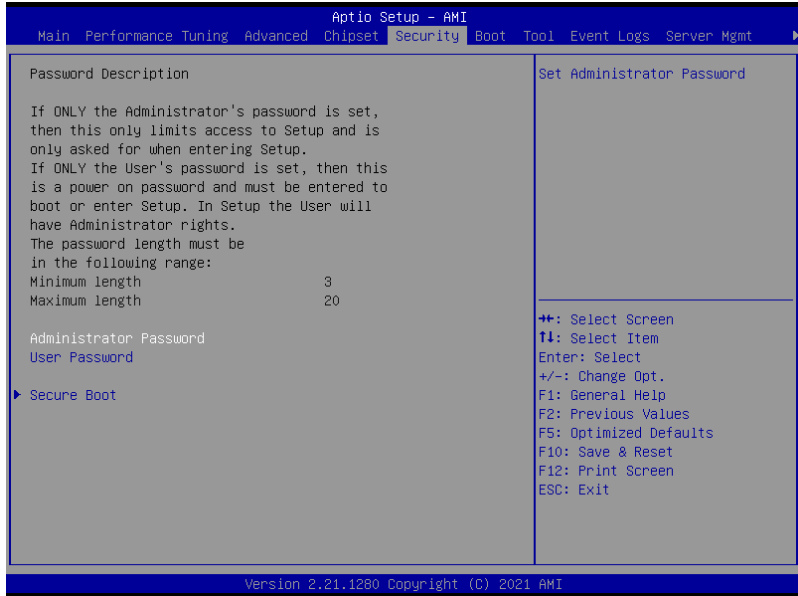 Aptio Setup – AMI
Main Performance Tuning Advanced Chipset Security Boot Tool Event Logs Server Mgmt
Password Description
If ONLY the Administrator's password is set,
then this only limits access to Setup and is
only asked for when entering Setup.
If ONLY the User's password is set, then this
is a power on password and must be entered to
boot or enter Setup. In Setup the User will
have Administrator rights.
The password length must be
in the following range:
Minimum length 3
Maximum length 20
Administrator Password
User Password
Secure Boot
Set Administrator Password
→←: Select Screen
↑↓: Select Item
Enter: Select
+/-: Change Opt.
F1: General Help
F2: Previous Values
F5: Optimized Defaults
F10: Save & Reset
F12: Print Screen
ESC: Exit
Version 2.21.1280 Copyright (C) 2021 AMI